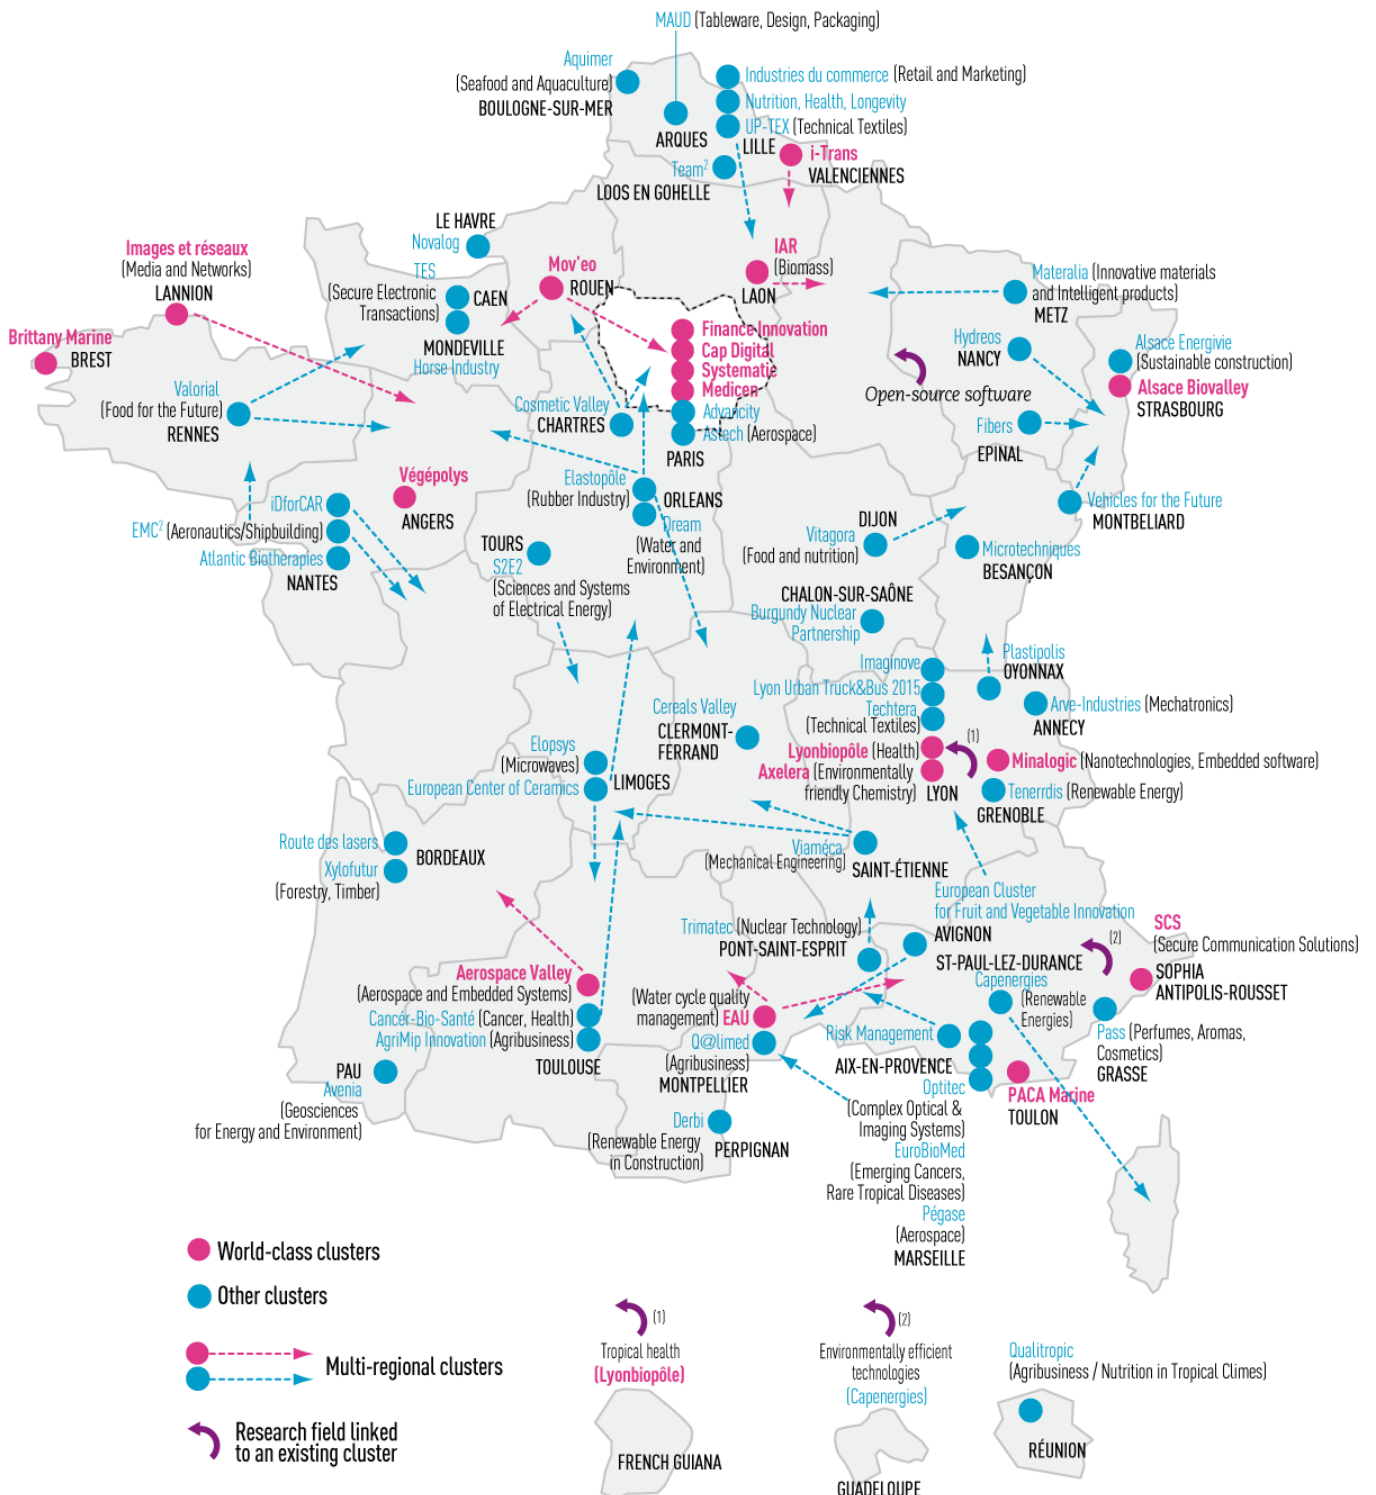 MAUD (Tableware, Design, Packaging)
Aquimer
(Seafood and Aquaculture)
BOULOGNE-SUR-MER
ARQUES
Industries du commerce (Retail and Marketing)
Nutrition, Health, Longevity
UP-TEX (Technical Textiles)
LILLE
i-Trans
VALENCIENNES
Team²
LOOS EN GOHELLE
LE HAVRE
Novalog
TES
(Secure Electronic
Transactions)
CAEN
MONDEVILLE
Horse Industry
Mov'eo
ROUEN
IAR
(Biomass)
LAON
Images et réseaux
(Media and Networks)
LANNION
Brittany Marine
BREST
Valorial
(Food for the Future)
RENNES
Finance Innovation
Cap Digital
Systematic
Medicen
Advancity
Astech (Aerospace)
PARIS
Cosmetic Valley
CHARTRES
Materalia (Innovative materials
and Intelligent products)
METZ
Hydreos
NANCY
Open-source software
Alsace Energivie
(Sustainable construction)
Alsace Biovalley
STRASBOURG
Fibers
EPINAL
Végépolys
ANGERS
iDforCAR
EMC² (Aeronautics/Shipbuilding)
Atlantic Biotherapies
NANTES
Elastopôle
(Rubber Industry)
ORLEANS
Dream
(Water and
Environment)
TOURS
S2E2
(Sciences and Systems
of Electrical Energy)
Vehicles for the Future
MONTBELIARD
DIJON
Vitagora
(Food and nutrition)
Microtechniques
BESANÇON
CHALON-SUR-SAÔNE
Burgundy Nuclear
Partnership
Plastipolis
OYONNAX
Imaginove
Lyon Urban Truck&Bus 2015
Techtera
(Technical Textiles)
Lyonbiopôle (Health)
Axelera (Environmentally
friendly Chemistry)
LYON
(1)
Arve-Industries (Mechatronics)
ANNECY
Minalogic (Nanotechnologies, Embedded software)
Tenerrdis (Renewable Energy)
GRENOBLE
Cereals Valley
CLERMONT-
FERRAND
Elopsys
(Microwaves)
European Center of Ceramics
LIMOGES
Route des lasers
Xylofutur
(Forestry, Timber)
BORDEAUX
Viaméca
(Mechanical Engineering)
SAINT-ÉTIENNE
European Cluster
for Fruit and Vegetable Innovation
AVIGNON
Trimatec (Nuclear Technology)
PONT-SAINT-ESPRIT
ST-PAUL-LEZ-DURANCE
Capenergies
(Renewable
Energies)
(2)
SCS
(Secure Communication Solutions)
SOPHIA
ANTIPOLIS-ROUSSET
Aerospace Valley
(Aerospace and Embedded Systems)
Cancér-Bio-Santé (Cancer, Health)
AgriMip Innovation (Agribusiness)
TOULOUSE
(Water cycle quality
management) EAU
Q@limed
(Agribusiness)
MONTPELLIER
Risk Management
AIX-EN-PROVENCE
Pass (Perfumes, Aromas,
Cosmetics)
GRASSE
PAU
Avenia
(Geosciences
for Energy and Environment)
PACA Marine
TOULON
Derbi
(Renewable Energy
in Construction)
PERPIGNAN
Optitec
(Complex Optical &
Imaging Systems)
EuroBioMed
(Emerging Cancers,
Rare Tropical Diseases)
Pégase
(Aerospace)
MARSEILLE
World-class clusters
Other clusters
Multi-regional clusters
Research field linked
to an existing cluster
(1)
Tropical health
(Lyonbiopôle)
FRENCH GUIANA
(2)
Environmentally efficient
technologies
(Capenergies)
GUADELOUPE
Qualitropic
(Agribusiness / Nutrition in Tropical Climes)
RÉUNION